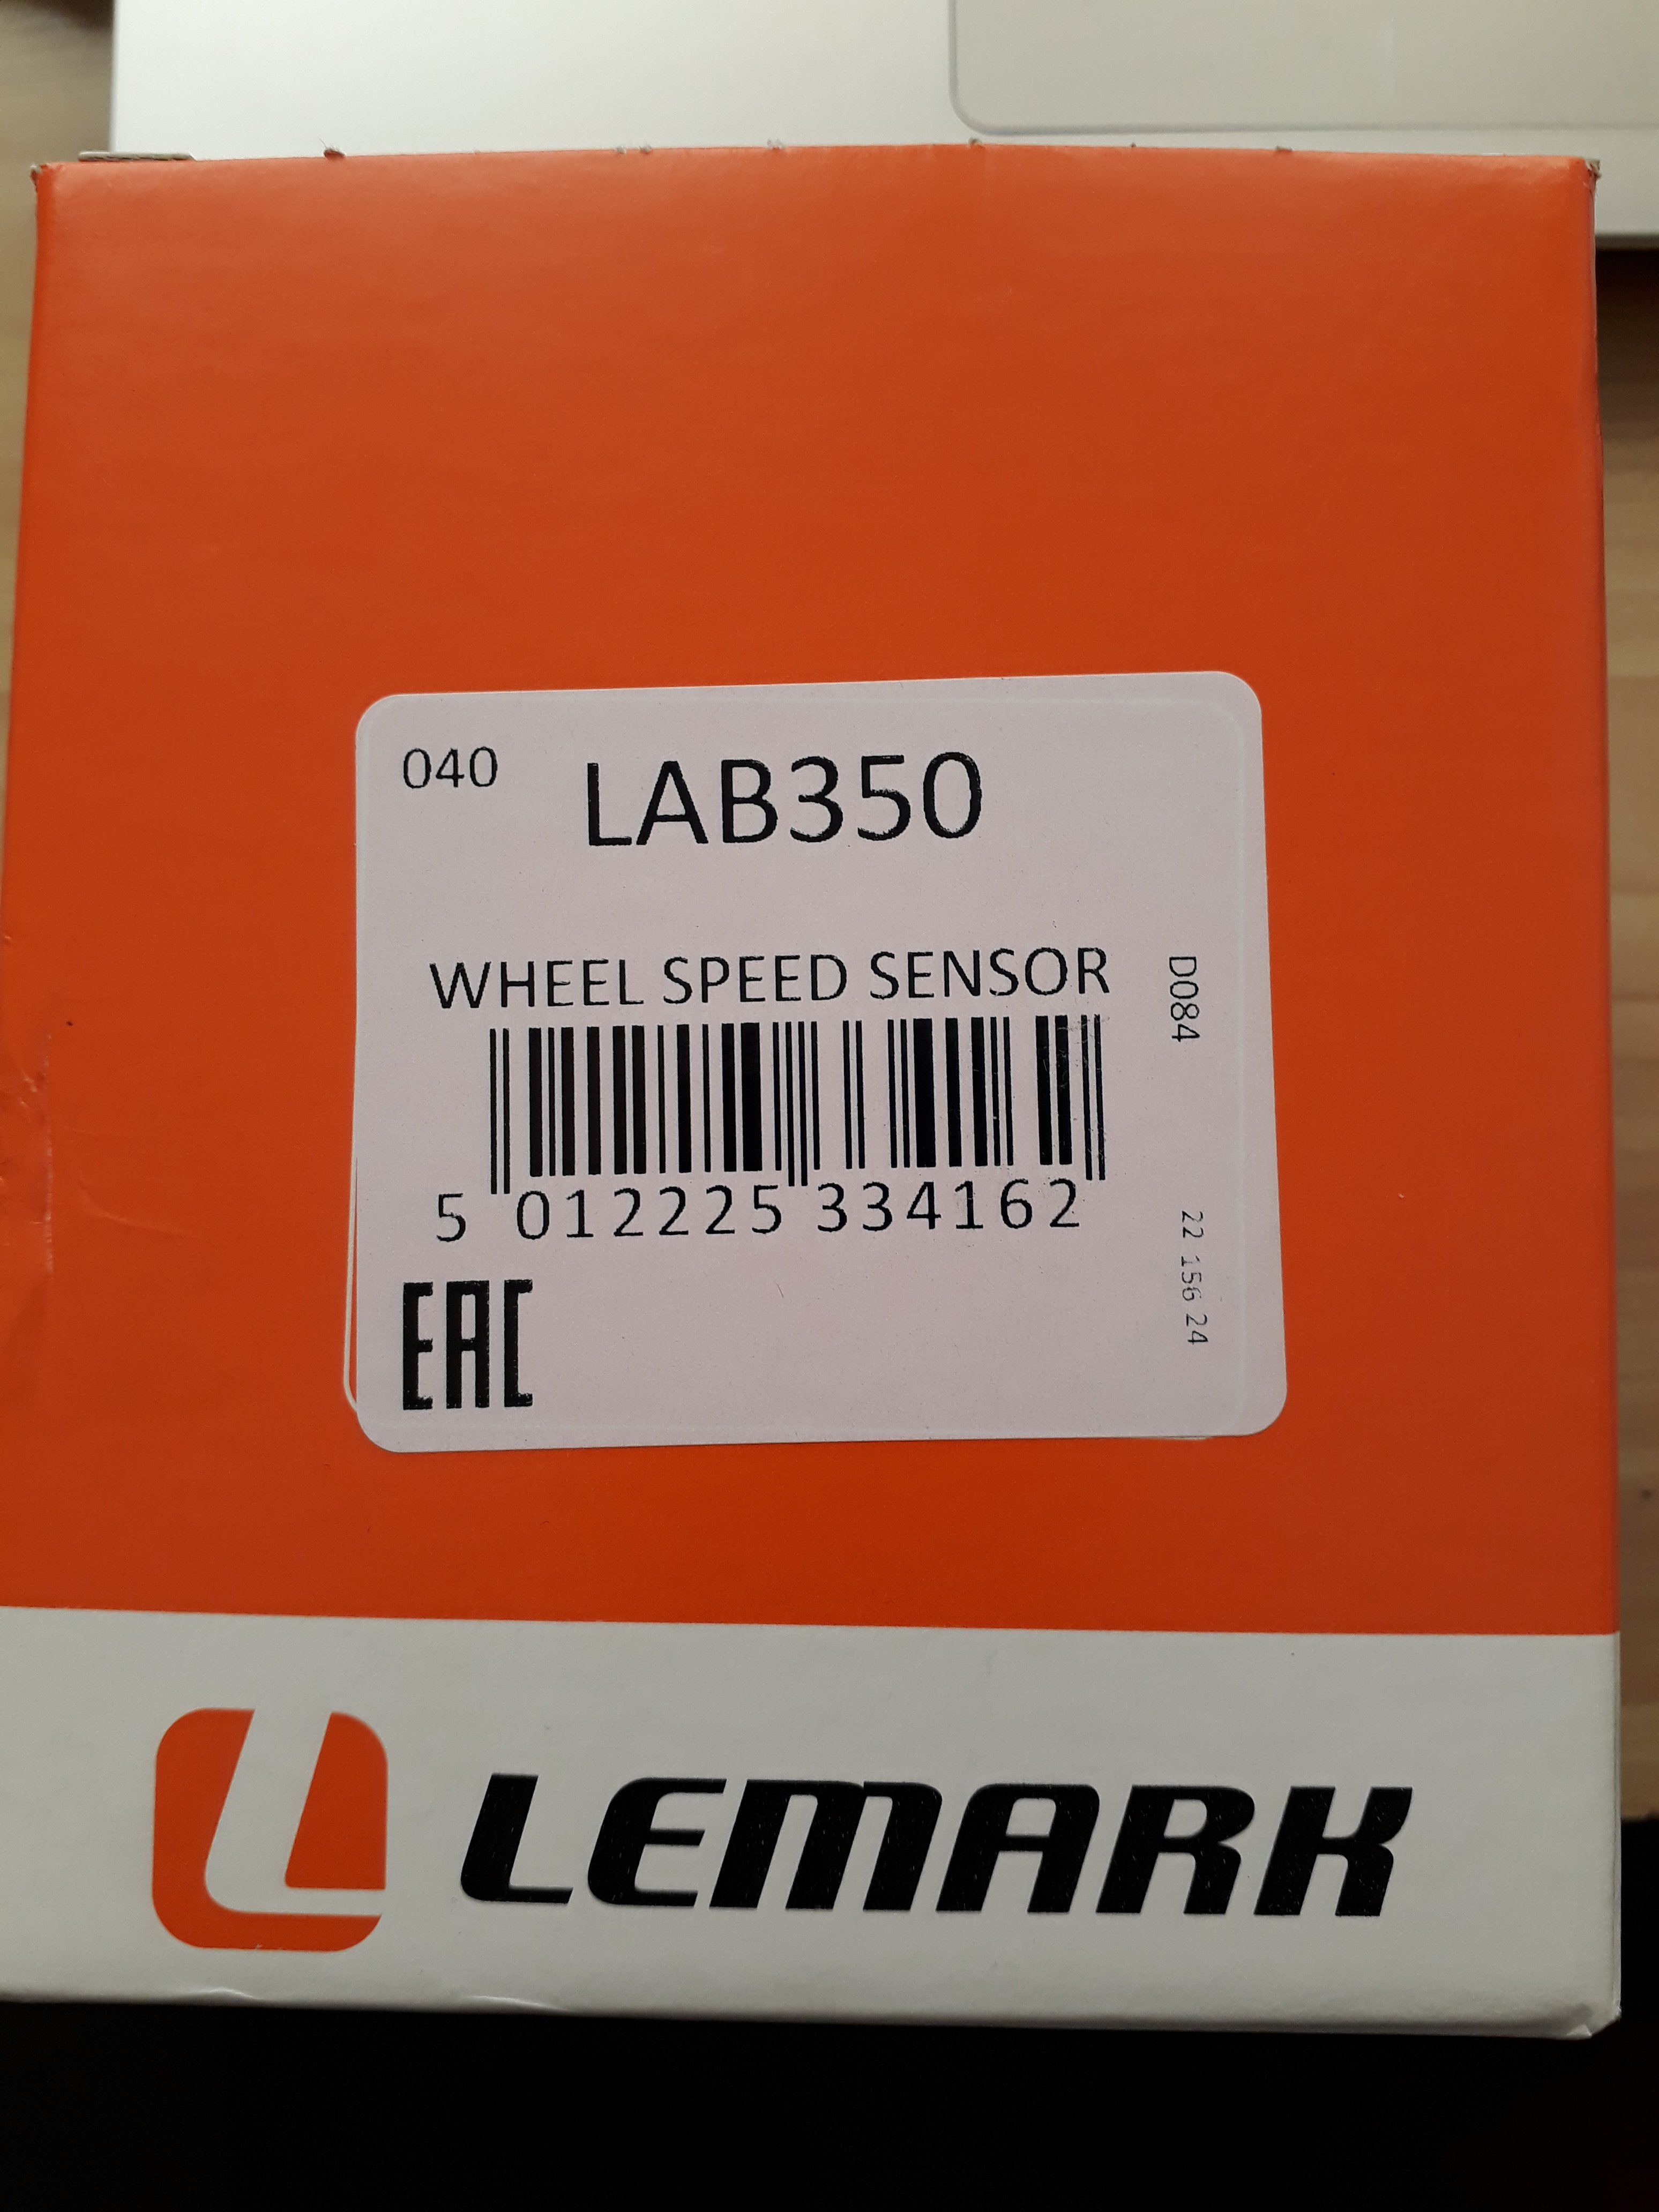 040
LAB350
WHEEL SPEED SENSOR
D084
5 012225 334162
22 156 24
EAC
LEMARK